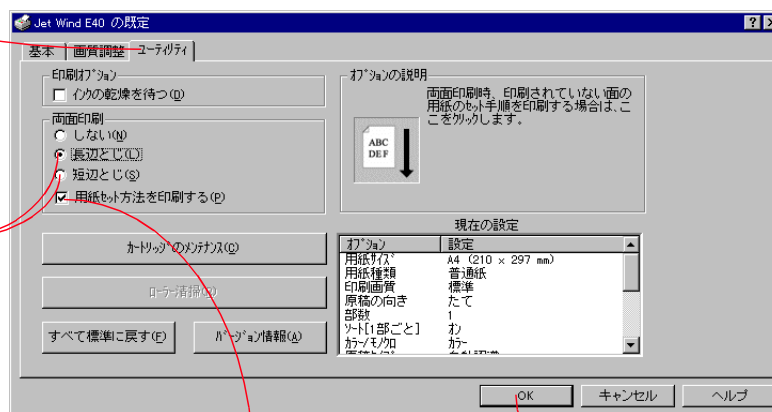 Jet Wind E40 の既定
基本 画質調整 ユーティリティ
印刷オプション
インクの乾燥を待つ(D)
両面印刷
しない(N)
長辺とじ(L)
短辺とじ(S)
用紙セット方法を印刷する(P)
カートリッジのメンテナンス(C)
ローラー清掃(R)
すべて標準に戻す(F) バージョン情報(A)
オプションの説明
両面印刷時、印刷されていない面の
用紙のセット手順を印刷する場合は、こ
こをクリックします。
ABC
DEF
現在の設定
オプション 設定
用紙サイズ A4 (210 × 297 mm)
用紙種類 普通紙
印刷画質 標準
原稿の向き たて
部数 1
ソート[1部ごと] オン
カラー/モノクロ カラー
OK キャンセル ヘルプ